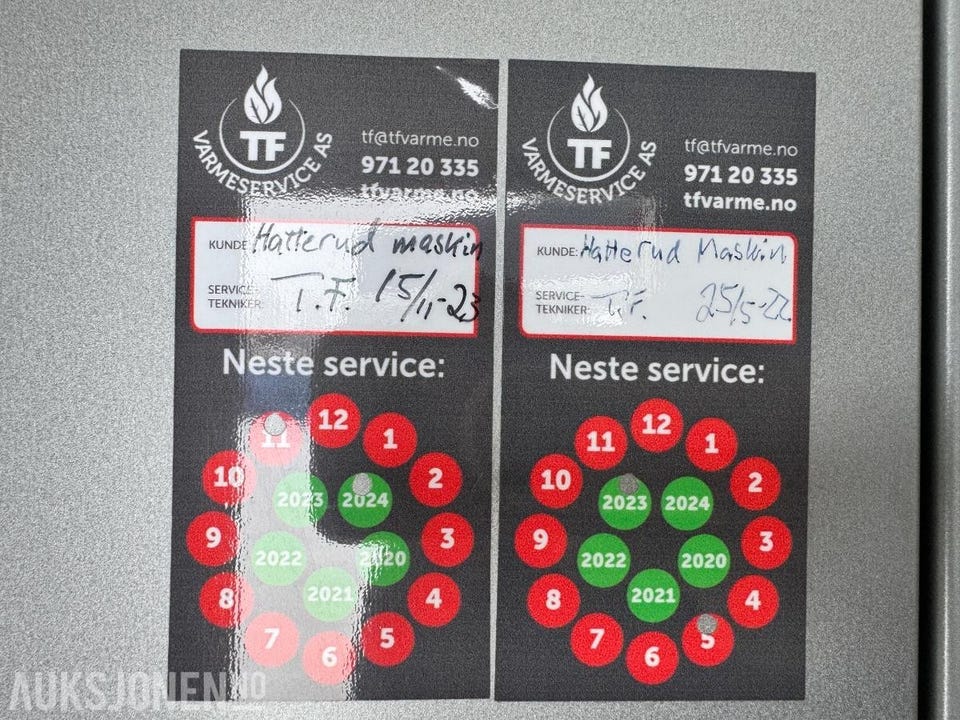 TF
VARMESERVICE AS
tf@tfvarme.no
971 20 335
tfvarme.no
KUNDE: Hatterud maskin
SERVICE-
TEKNIKER: T.F. 15/11-23
Neste service:
12
11
1
10
2
2023
2024
9
3
2022
2020
8
2021
4
7
5
6
TF
VARMESERVICE AS
tf@tfvarme.no
971 20 335
tfvarme.no
KUNDE: Hatterud Maskin
SERVICE-
TEKNIKER: T.F. 25/5-22
Neste service:
12
11
1
10
2
2023
2024
9
3
2022
2020
8
2021
4
7
5
6
AUKSJONEN.NO